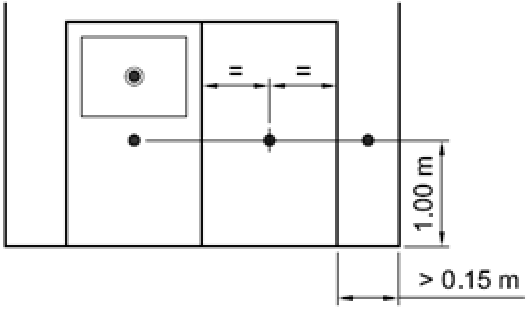 = =
1.00 m
> 0.15 m